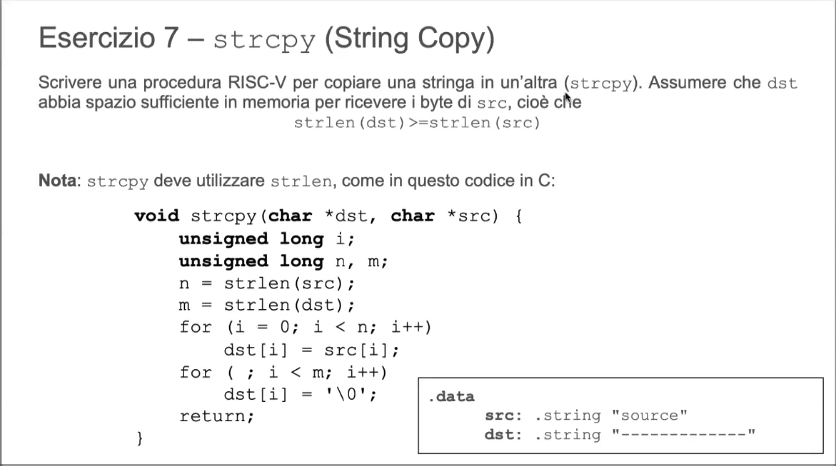 Esercizio 7 – strcpy (String Copy)
Scrivere una procedura RISC-V per copiare una stringa in un'altra (strcpy). Assumere che dst
abbia spazio sufficiente in memoria per ricevere i byte di src, cioè che
strlen(dst)>=strlen(src)
Nota: strcpy deve utilizzare strlen, come in questo codice in C:
void strcpy(char *dst, char *src) {
unsigned long i;
unsigned long n, m;
n = strlen(src);
m = strlen(dst);
for (i = 0; i < n; i++)
dst[i] = src[i];
for ( ; i < m; i++)
dst[i] = '\0';
return;
}
.data
src: .string "source"
dst: .string "-------------"